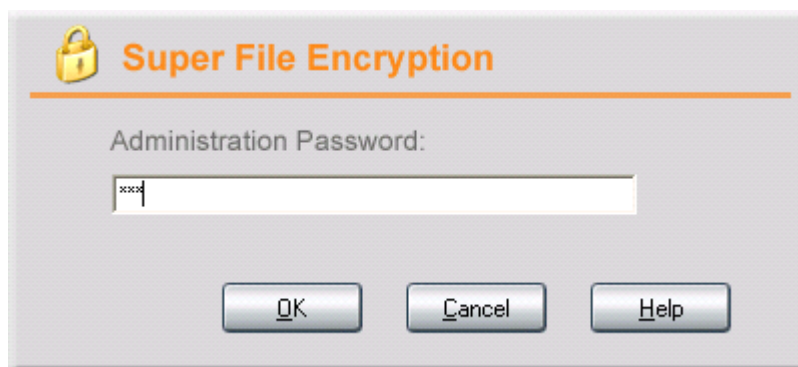 Super File Encryption
Administration Password:
***
OK
Cancel
Help